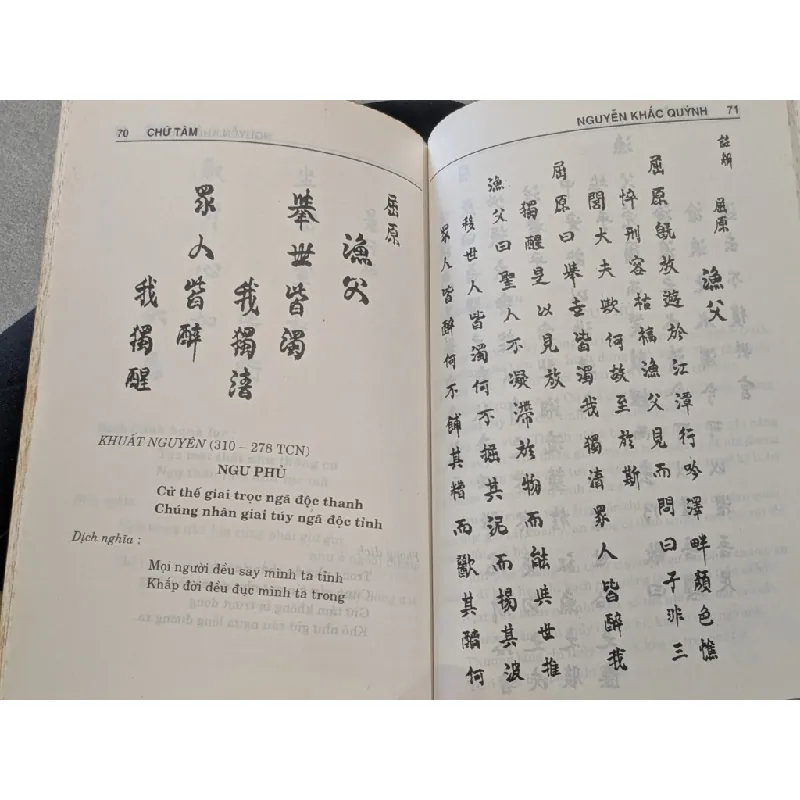 70 CHỮ TÂM
屈原
漁父
舉世皆濁
我獨清
眾人皆醉
我獨醒
KHUẤT NGUYÊN (310 – 278 TCN)
NGƯ PHỦ
Cử thế giai trọc ngã độc thanh
Chúng nhân giai túy ngã độc tỉnh
Dịch nghĩa :
Mọi người đều say mình ta tỉnh
Khắp đời đều đục mình ta trong
NGUYỄN KHẮC QUÝNH 71
註解 屈原
漁父
屈原既放遊於江潭行吟澤畔顏色憔
悴刑容枯槁漁父見而問曰子非三
閭大夫歟何故至於斯
屈原曰舉世皆濁我獨清眾人皆醉我
獨醒是以見放
漁父曰聖人不凝滯於物而能與世推
移世人皆濁何不掘其泥而揚其波
眾人皆醉何不餔其糟而歠其醨何